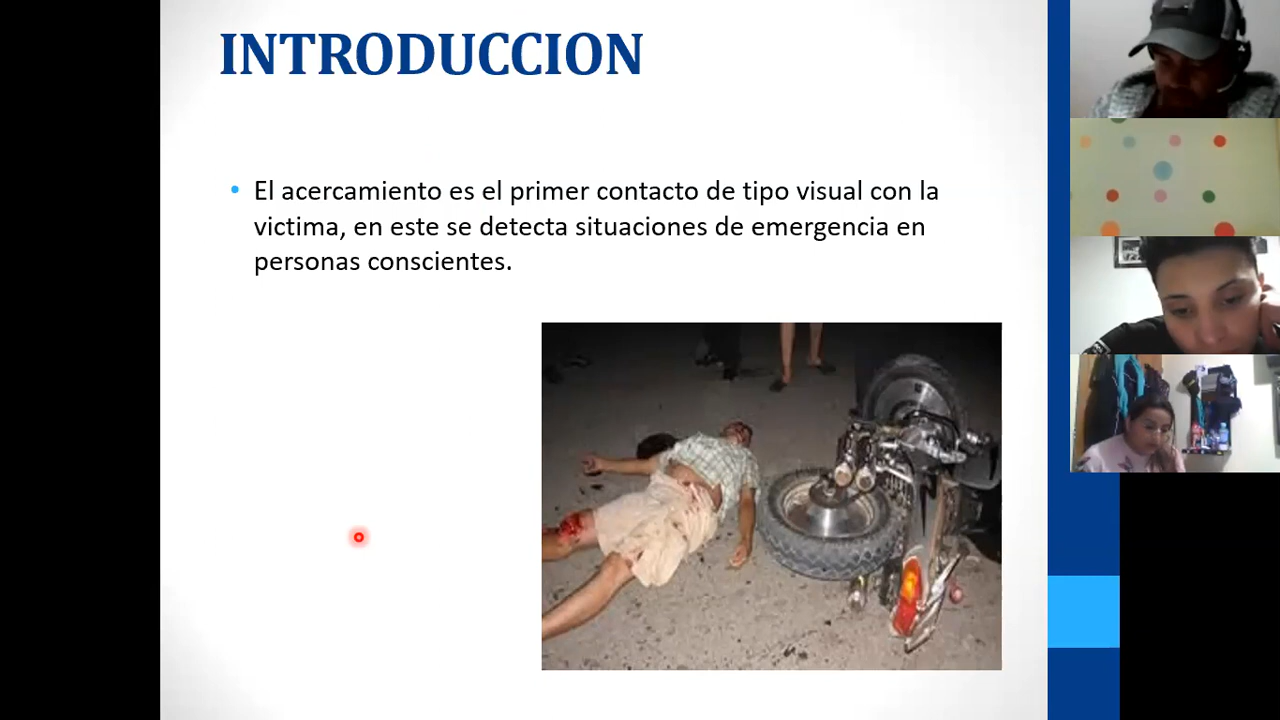 INTRODUCCION
• El acercamiento es el primer contacto de tipo visual con la
victima, en este se detecta situaciones de emergencia en
personas conscientes.